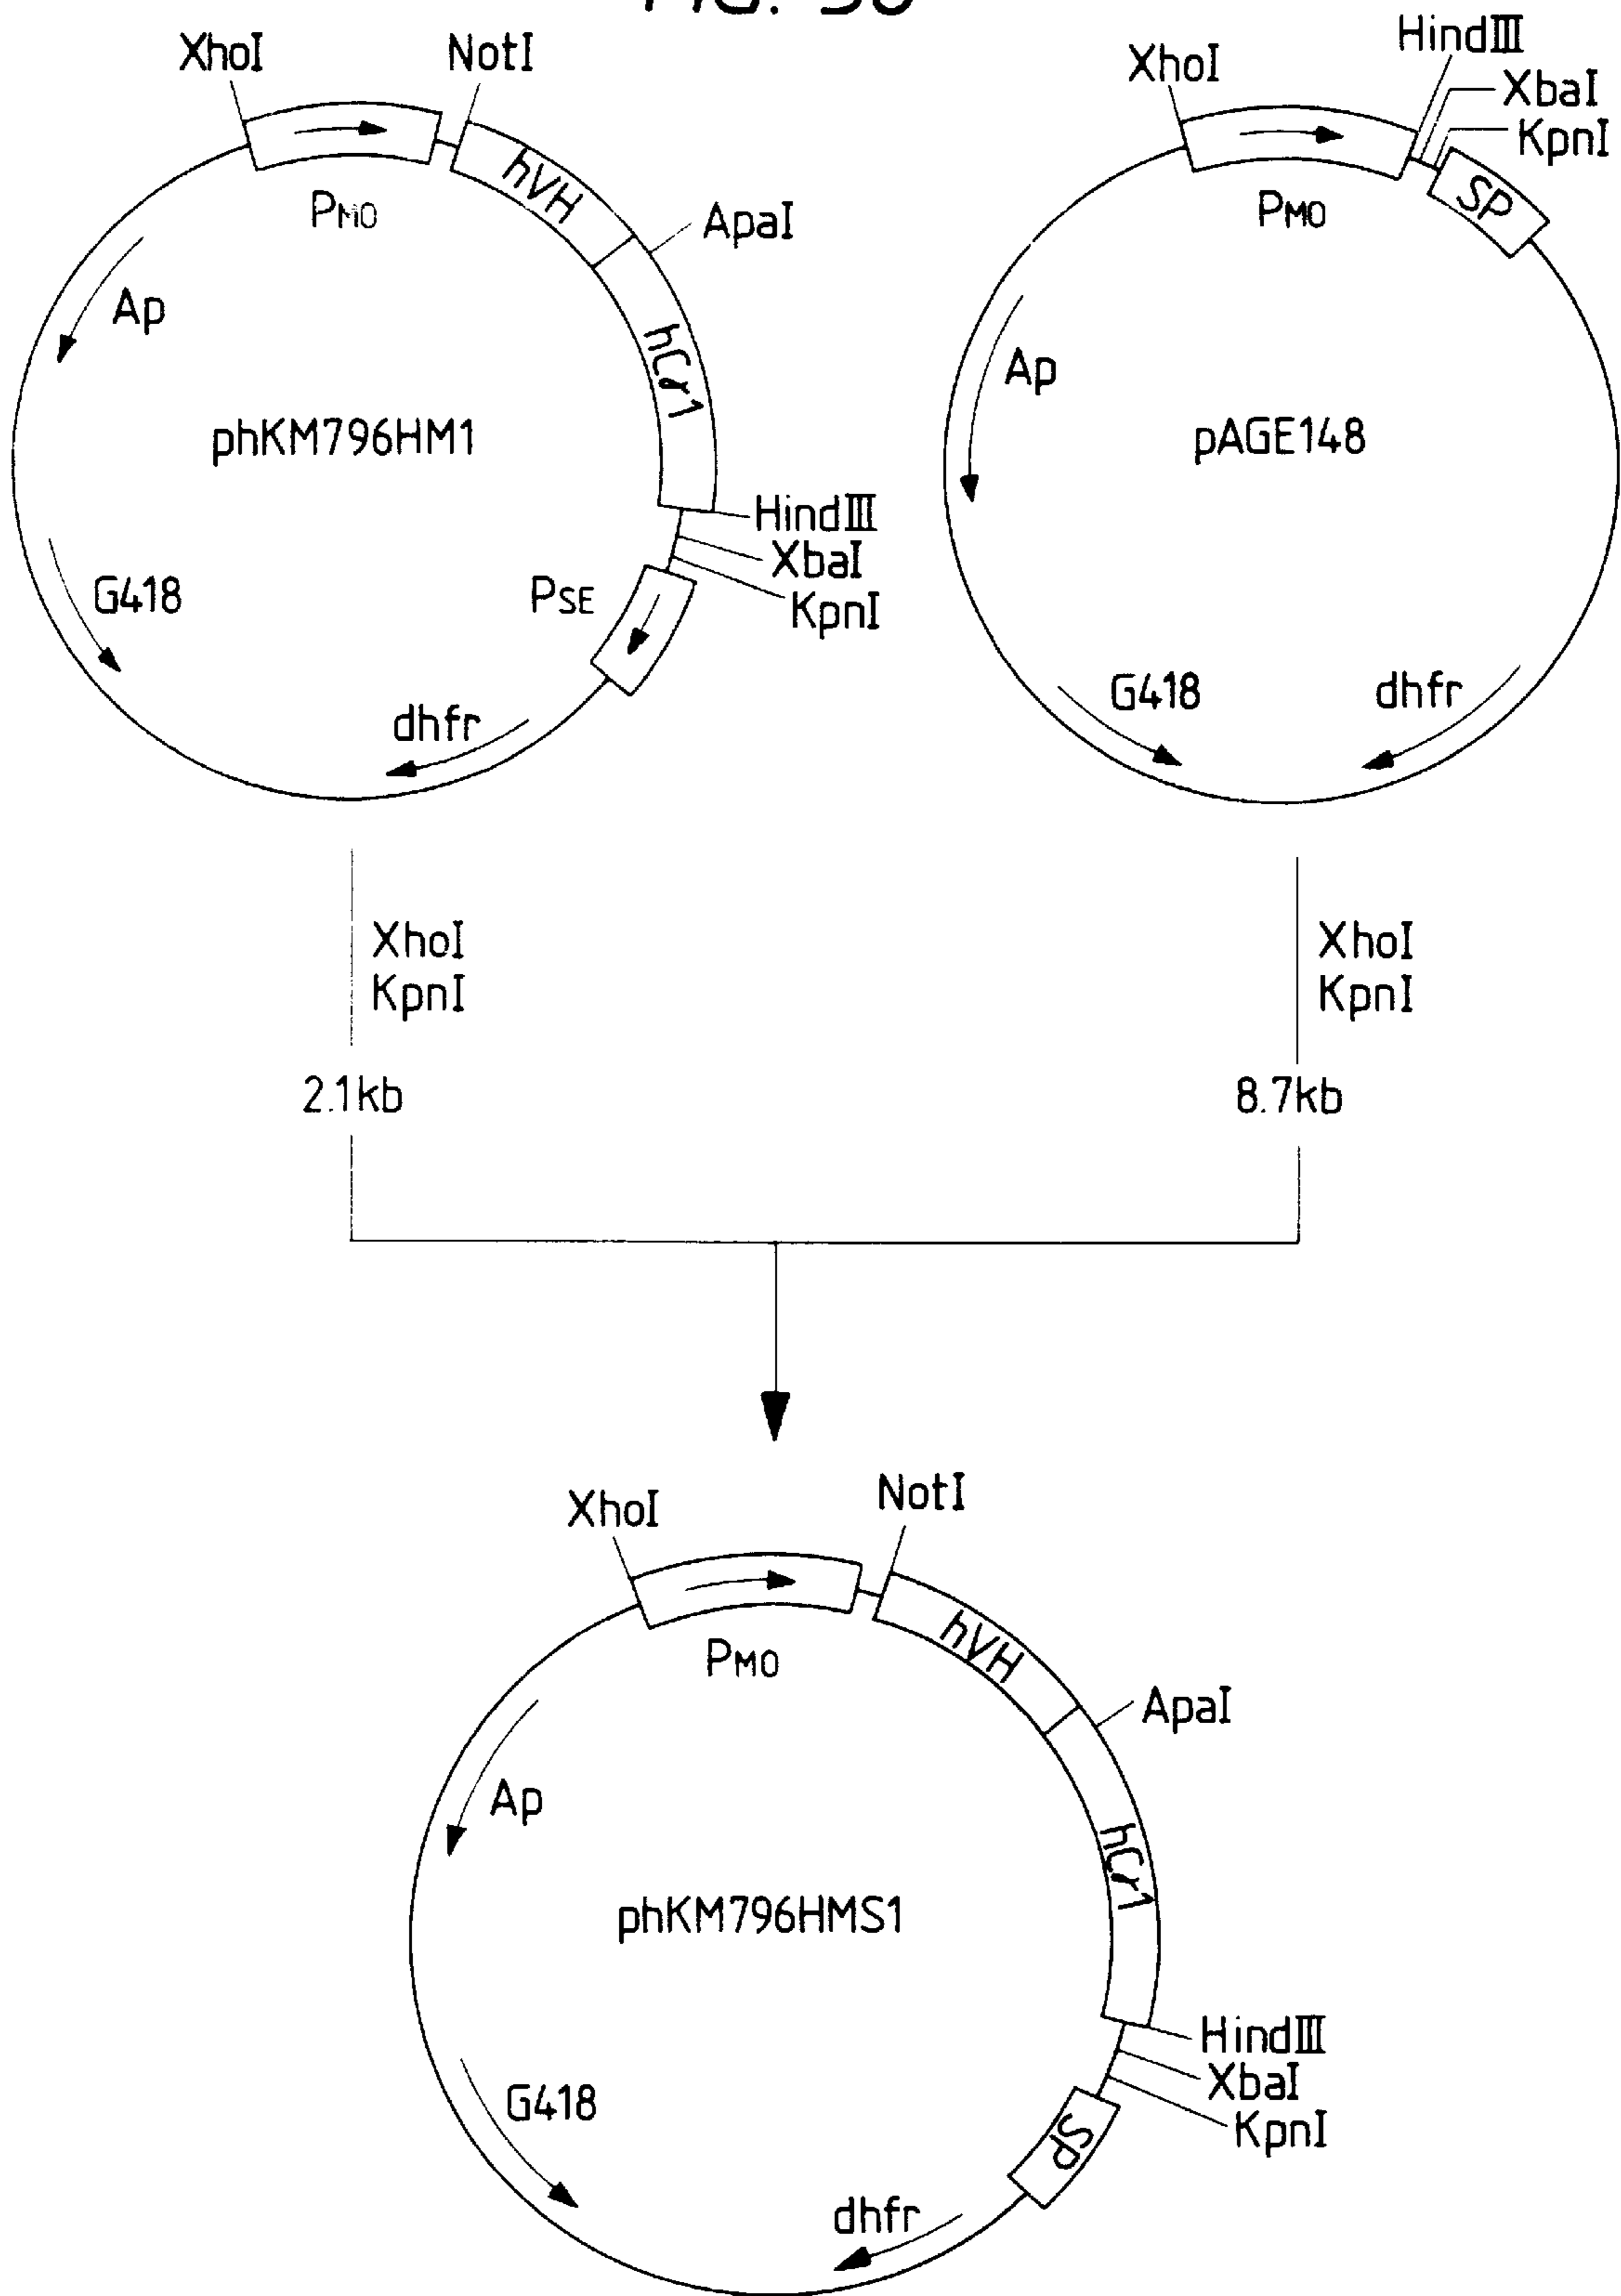 XhoI
NotI
hVH
PMO
ApaI
Ap
hCγ1
phKM796HM1
HindIII
XbaI
KpnI
PSE
G418
dhfr
XhoI
HindIII
XbaI
KpnI
SP
PMO
Ap
pAGE148
G418
dhfr
XhoI
KpnI
2.1kb
XhoI
KpnI
8.7kb
XhoI
NotI
hVH
PMO
ApaI
Ap
hCγ1
phKM796HMS1
HindIII
XbaI
KpnI
SP
G418
dhfr